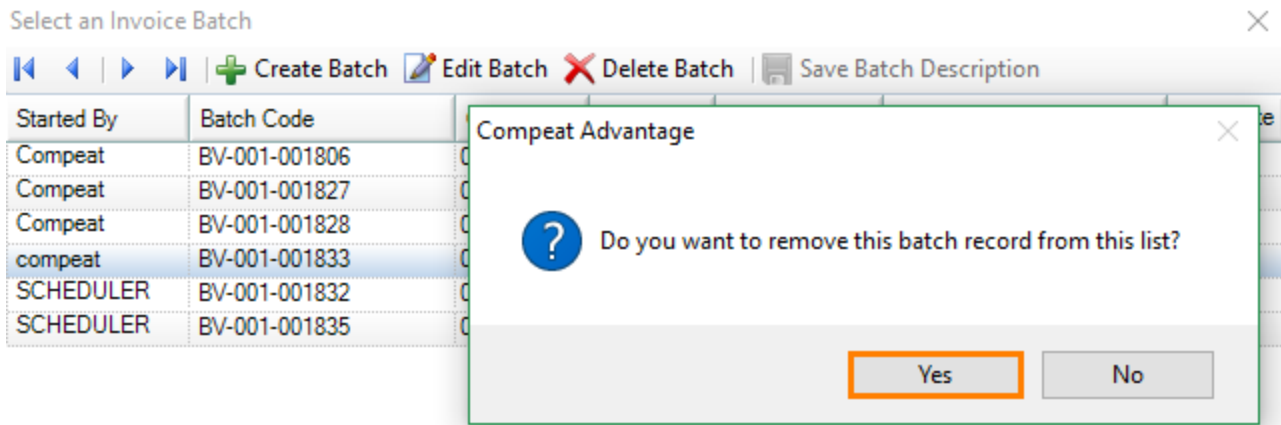 Select an Invoice Batch
Create Batch Edit Batch Delete Batch Save Batch Description
Started By Batch Code
Compeat BV-001-001806
Compeat BV-001-001827
Compeat BV-001-001828
compeat BV-001-001833
SCHEDULER BV-001-001832
SCHEDULER BV-001-001835
Compeat Advantage
Do you want to remove this batch record from this list?
Yes No